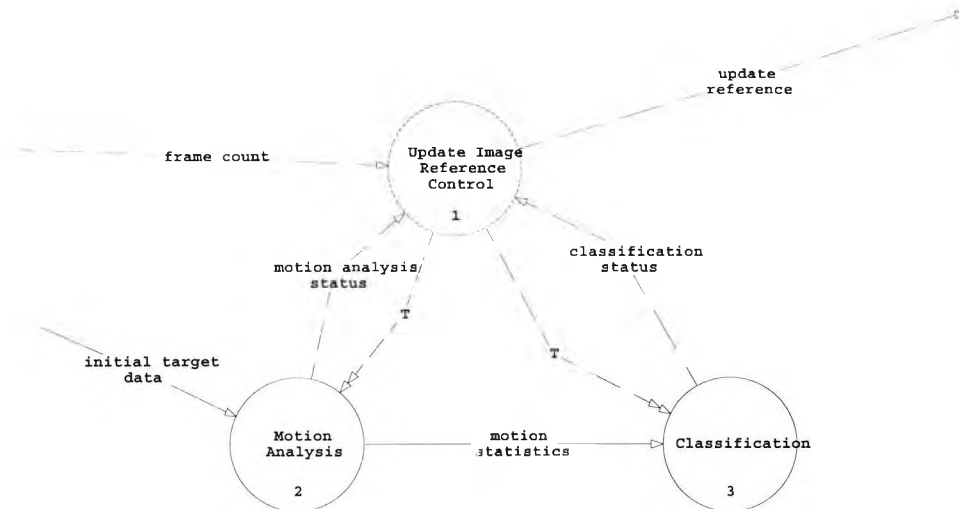 update
reference
frame count
Update Image
Reference
Control
1
motion analysis
status
classification
status
T
T
initial target
data
Motion
Analysis
2
motion
statistics
Classification
3